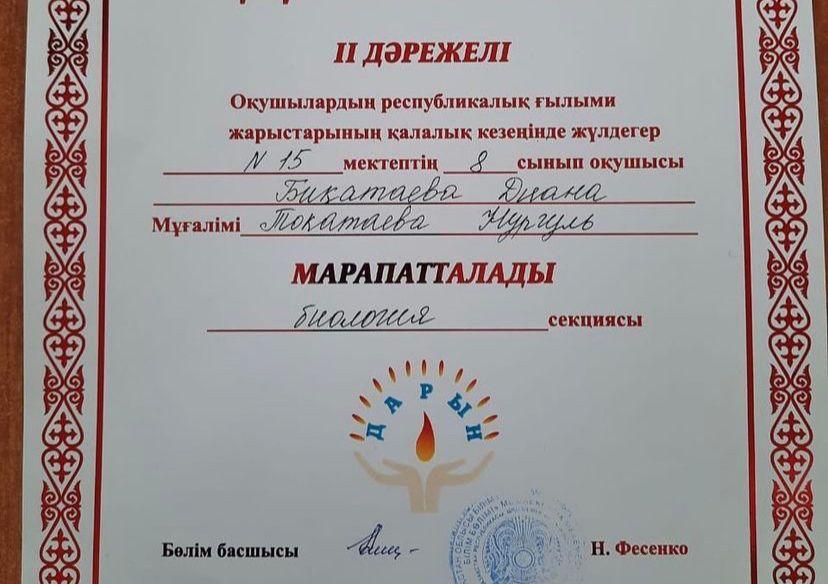 ІІ ДӘРЕЖЕЛІ
Оқушылардың республикалық ғылыми
жарыстарының қалалық кезеңінде жүлдегер
N 15 мектептің 8 сынып оқушысы
Бикатаева Диана
Мұғалімі Токатаева Нургуль
МАРАПАТТАЛАДЫ
биология секциясы
ДАРЫН
Бөлім басшысы
Н. Фесенко